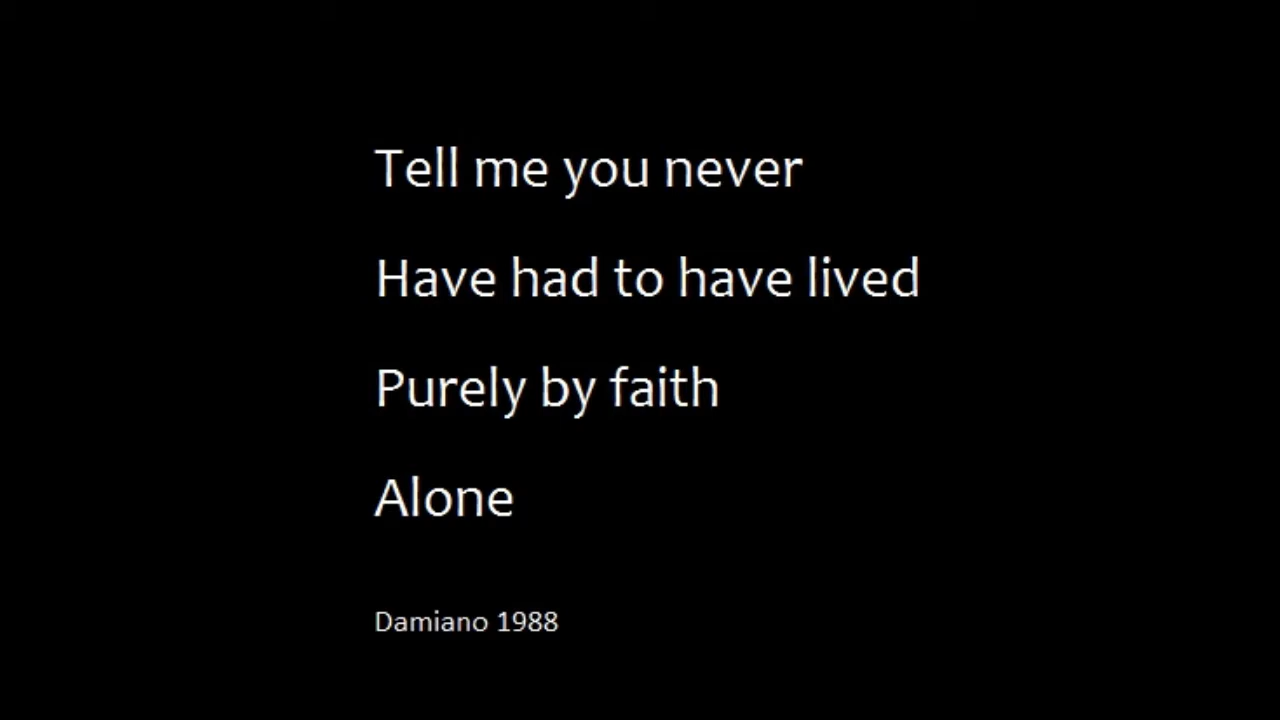 Tell me you never
Have had to have lived
Purely by faith
Alone
Damiano 1988